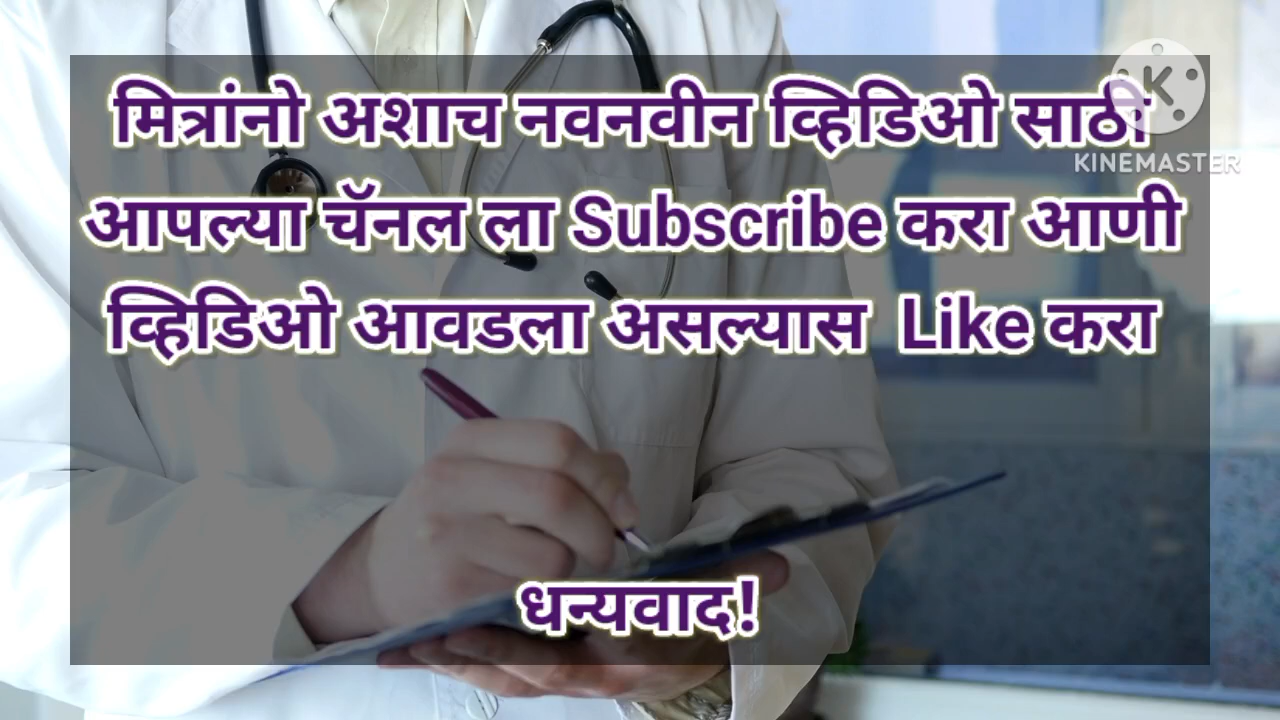 मित्रांनो अशाच नवनवीन व्हिडिओ साठी
KINEMASTER
आपल्या चॅनल ला Subscribe करा आणी
व्हिडिओ आवडला असल्यास Like करा
धन्यवाद!